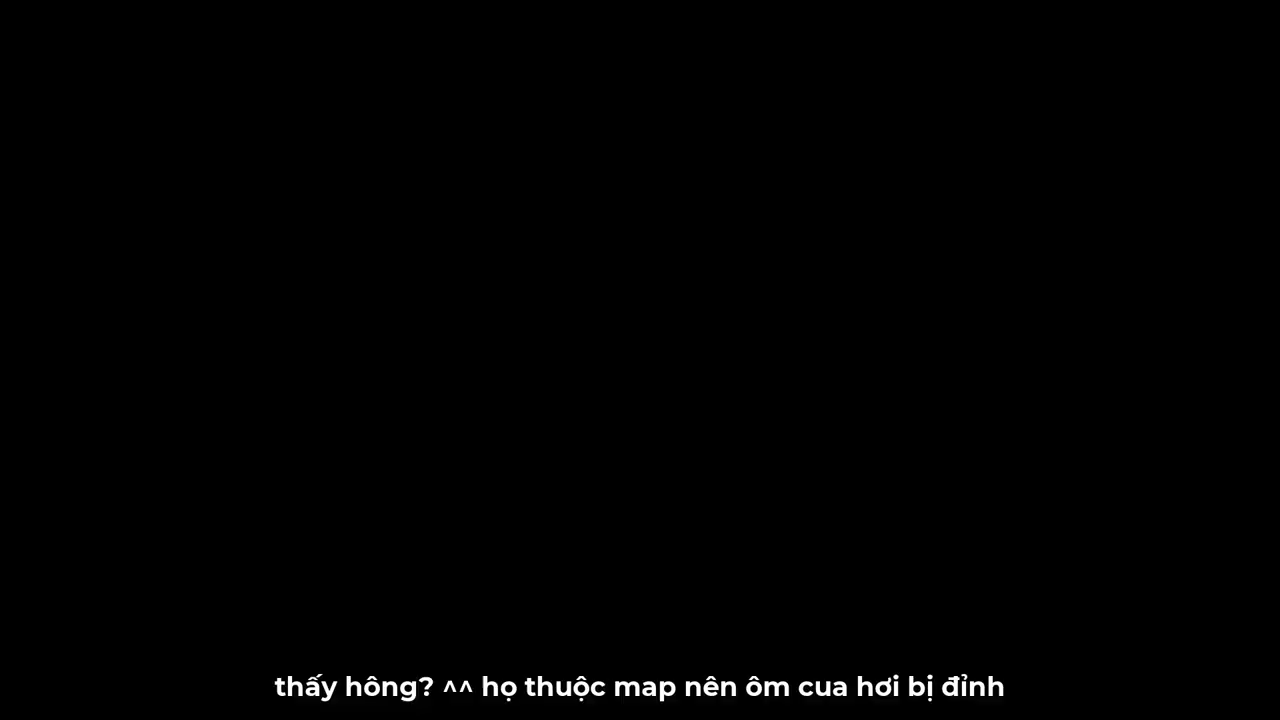 thấy hông? ^^ họ thuộc map nên ôm cua hơi bị đỉnh